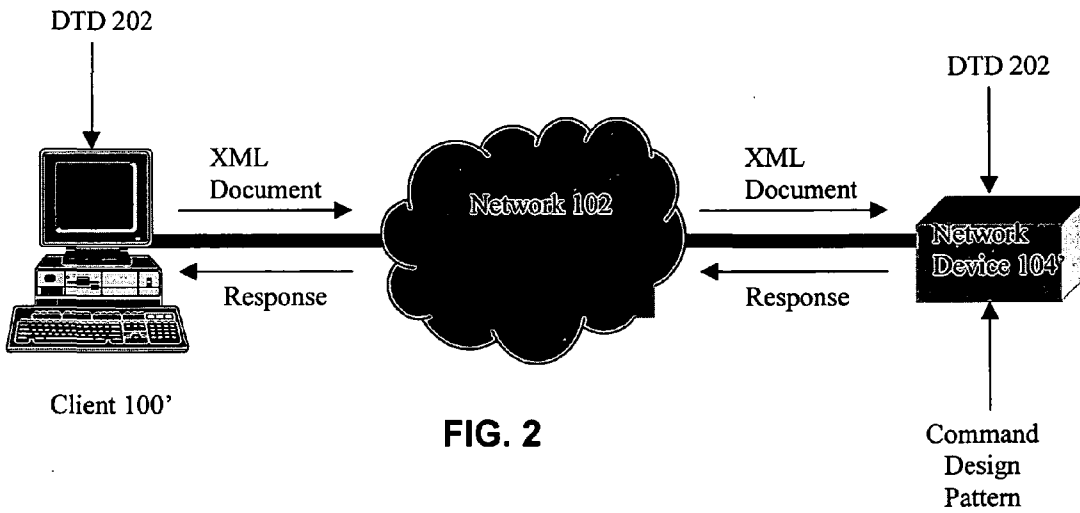 DTD 202
DTD 202
XML
Document
XML
Document
Network 102
Network
Device 104'
Response
Response
Client 100'
FIG. 2
Command
Design
Pattern